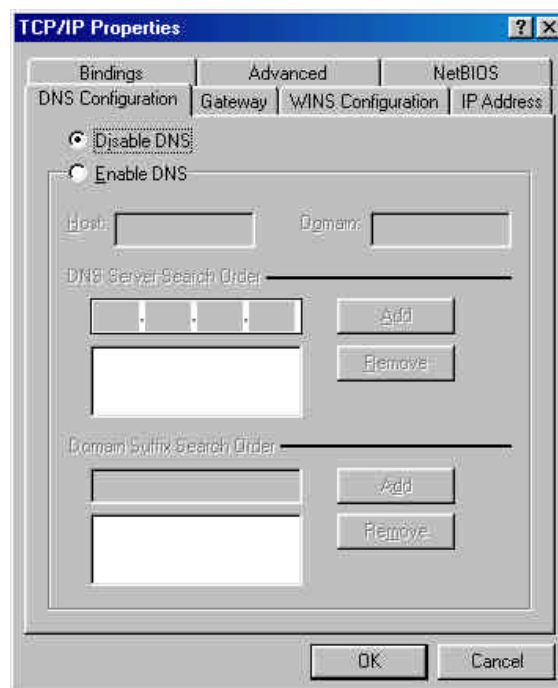 TCP/IP Properties
Bindings Advanced NetBIOS
DNS Configuration Gateway WINS Configuration IP Address
Disable DNS
Enable DNS
Host: Domain:
DNS Server Search Order
Add
Remove
Domain Suffix Search Order
Add
Remove
OK Cancel